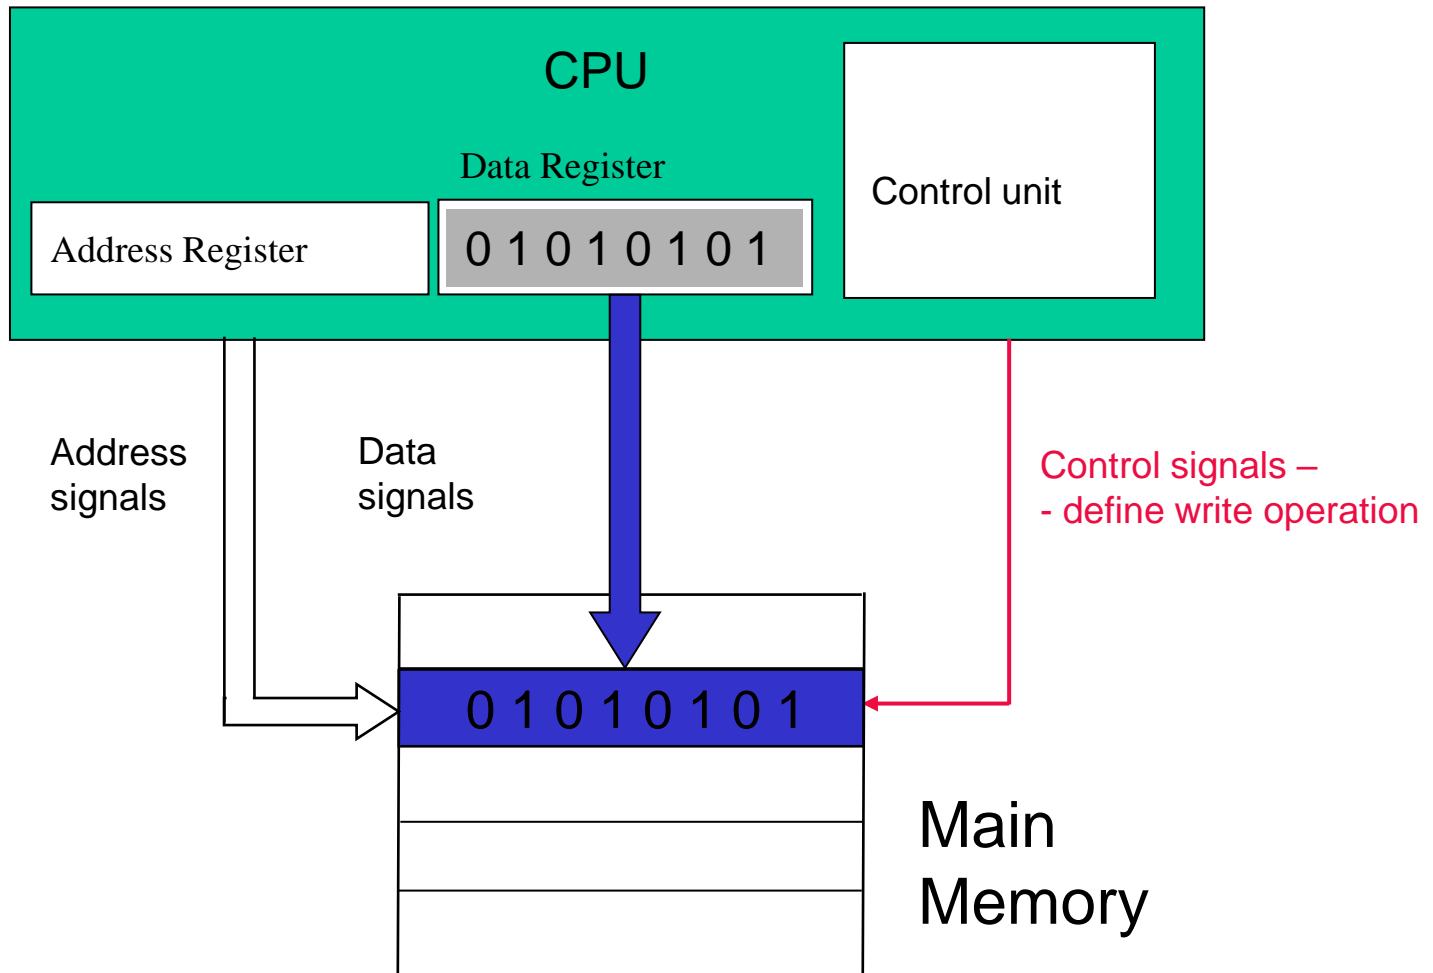 CPU
Data Register
Control unit
Address Register
0 1 0 1 0 1 0 1
Address
signals
Data
signals
Control signals –
- define write operation
0 1 0 1 0 1 0 1
Main
Memory